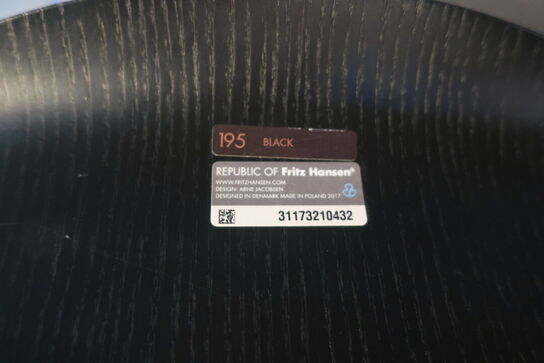 195 BLACK
REPUBLIC OF Fritz Hansen®
WWW.FRITZHANSEN.COM
DESIGN: ARNE JACOBSEN
DESIGNED IN DENMARK MADE IN POLAND 2017
31173210432